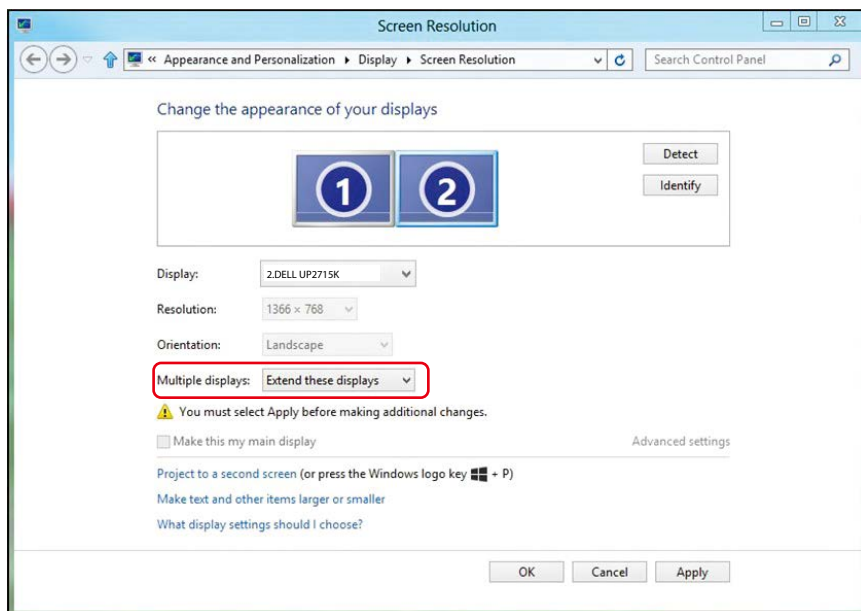 Screen Resolution
« Appearance and Personalization ▸ Display ▸ Screen Resolution
Search Control Panel
Change the appearance of your displays
1 2
Detect
Identify
Display: 2.DELL UP2715K
Resolution: 1366 × 768
Orientation: Landscape
Multiple displays: Extend these displays
You must select Apply before making additional changes.
Make this my main display Advanced settings
Project to a second screen (or press the Windows logo key + P)
Make text and other items larger or smaller
What display settings should I choose?
OK Cancel Apply